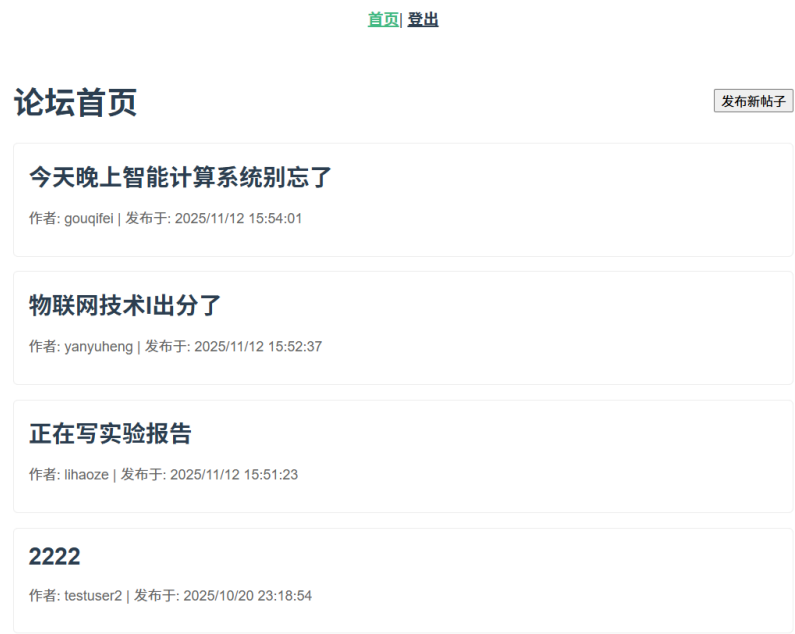 首页| 登出
论坛首页
发布新帖子
今天晚上智能计算系统别忘了
作者: gouqifei | 发布于: 2025/11/12 15:54:01
物联网技术I出分了
作者: yanyuheng | 发布于: 2025/11/12 15:52:37
正在写实验报告
作者: lihaoze | 发布于: 2025/11/12 15:51:23
2222
作者: testuser2 | 发布于: 2025/10/20 23:18:54